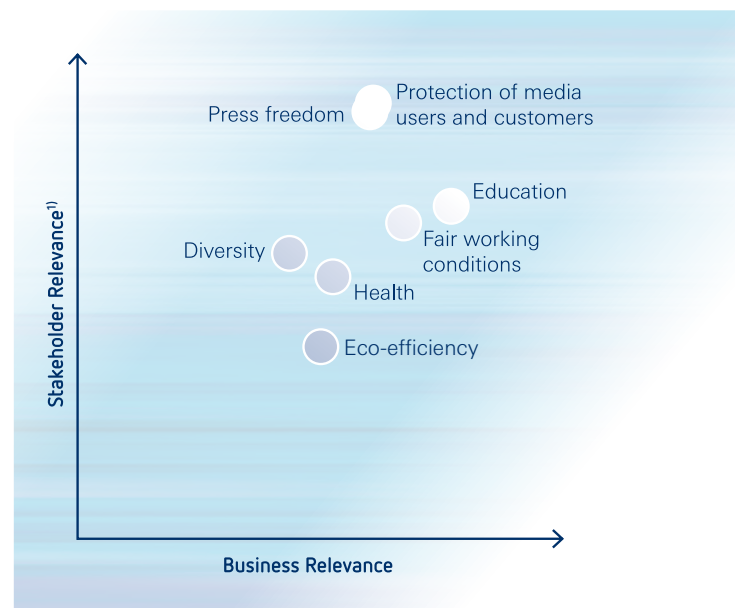 Protection of media
users and customers
Press freedom
Education
Fair working
conditions
Diversity
Health
Eco-efficiency
Stakeholder Relevance¹⁾
Business Relevance